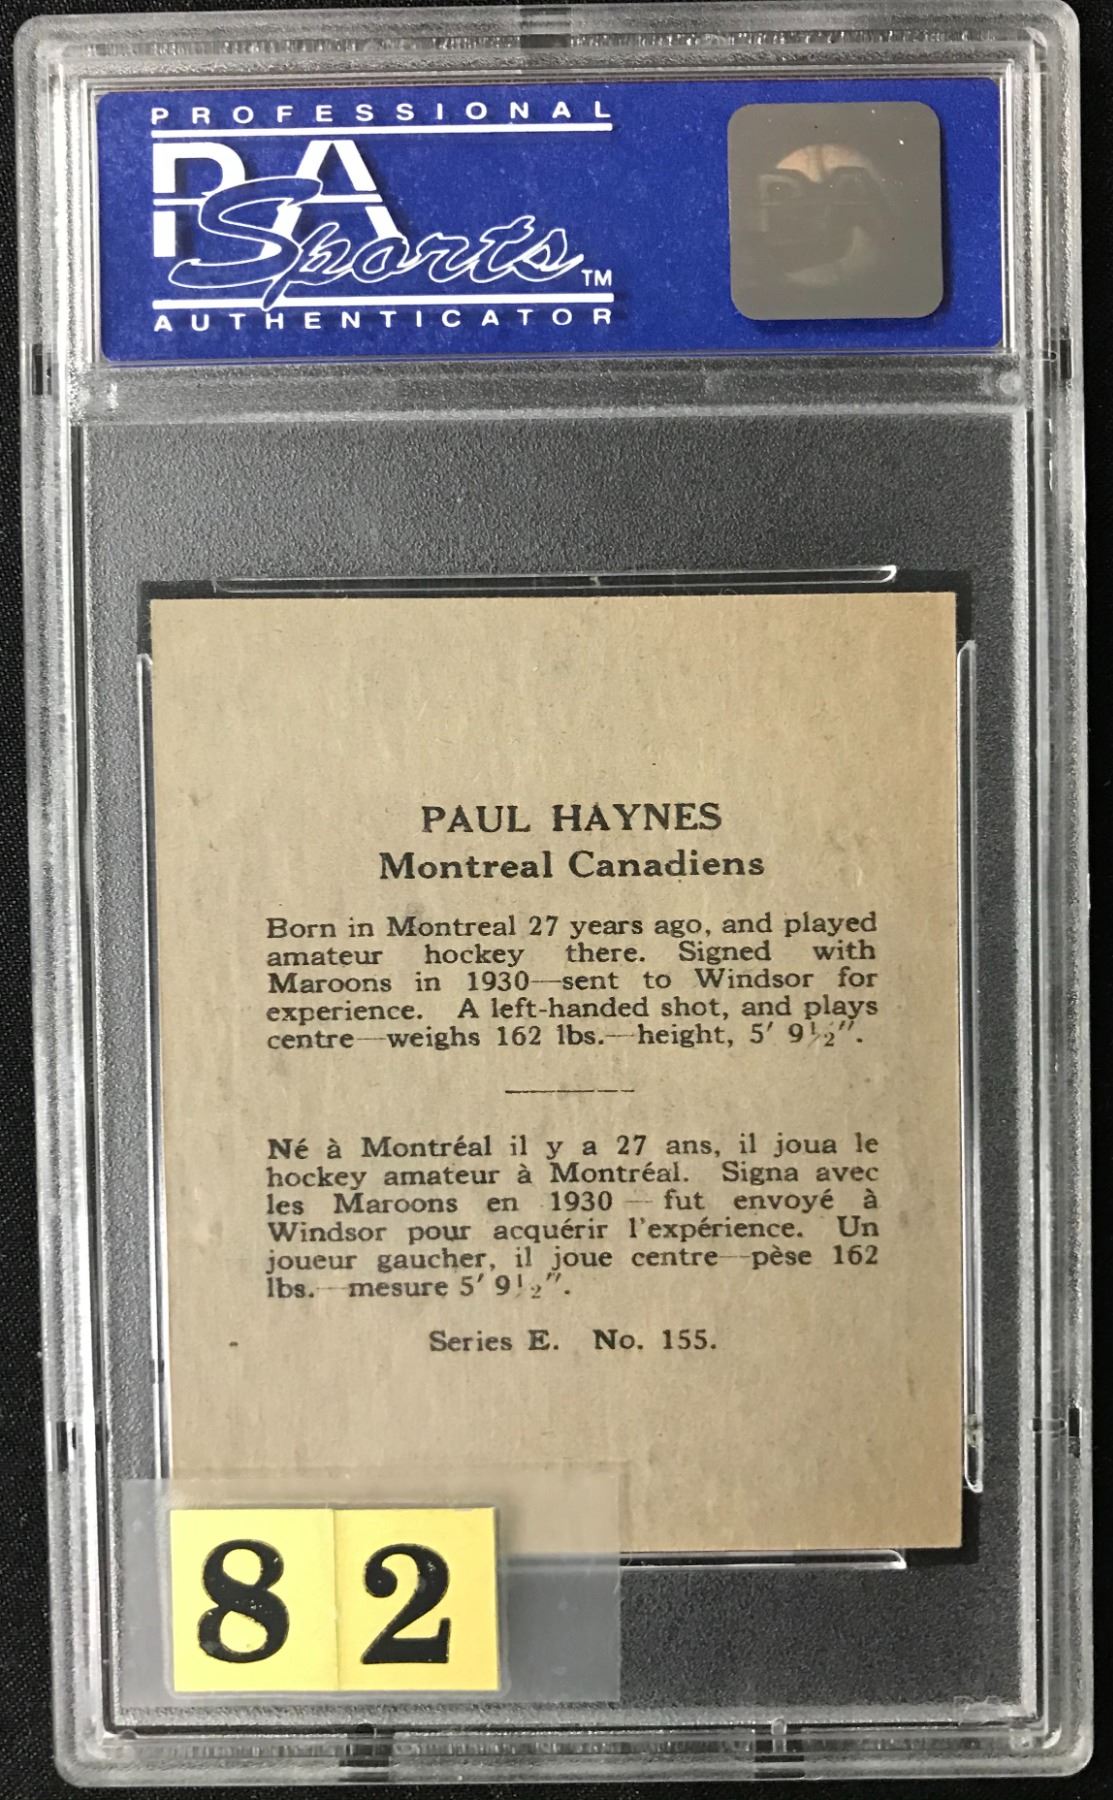 PROFESSIONAL
PSA
Sports™
AUTHENTICATOR
PAUL HAYNES
Montreal Canadiens
Born in Montreal 27 years ago, and played
amateur hockey there. Signed with
Maroons in 1930—sent to Windsor for
experience. A left-handed shot, and plays
centre—weighs 162 lbs.—height, 5′ 9½″.
Né à Montréal il y a 27 ans, il joua le
hockey amateur à Montréal. Signa avec
les Maroons en 1930 — fut envoyé à
Windsor pour acquérir l'expérience. Un
joueur gaucher, il joue centre—pèse 162
lbs.—mesure 5′ 9½″.
Series E. No. 155.
82